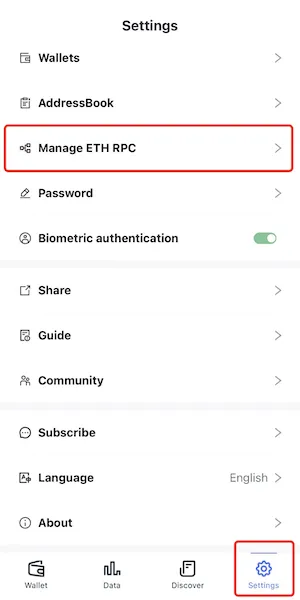 Settings
Wallets
AddressBook
Manage ETH RPC
Password
Biometric authentication
Share
Guide
Community
Subscribe
Language English
About
Wallet Data Discover Settings